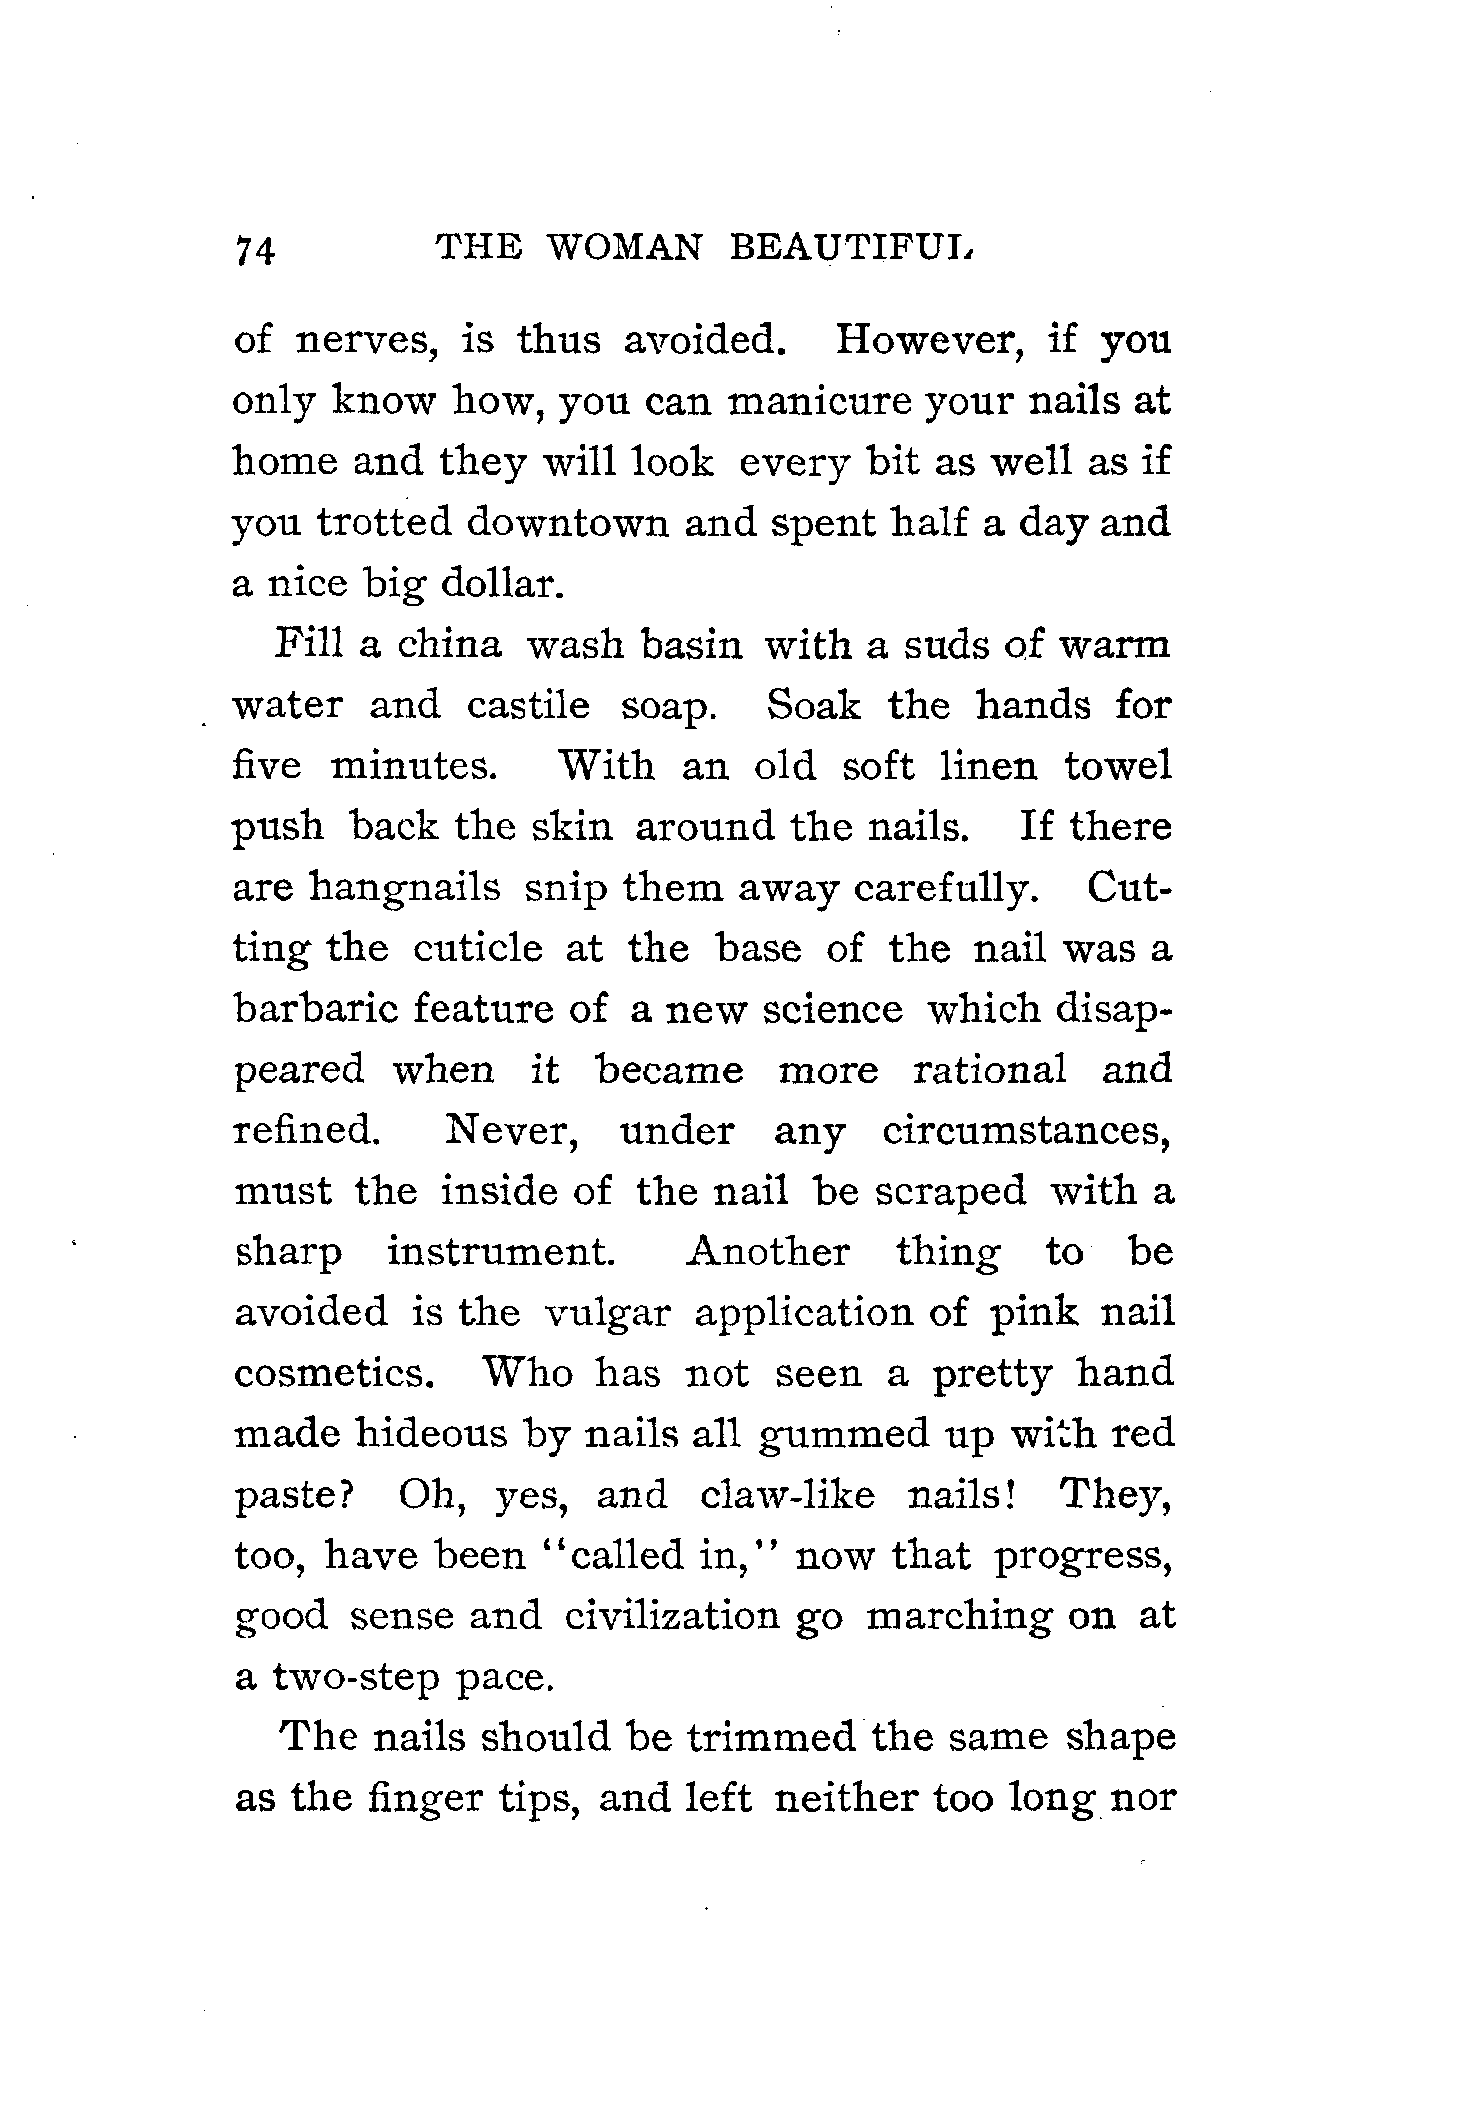 74 THE WOMAN BEAUTIFUL
of nerves, is thus avoided. However, if you
only know how, you can manicure your nails at
home and they will look every bit as well as if
you trotted downtown and spent half a day and
a nice big dollar.
Fill a china wash basin with a suds of warm
water and castile soap. Soak the hands for
five minutes. With an old soft linen towel
push back the skin around the nails. If there
are hangnails snip them away carefully. Cut-
ting the cuticle at the base of the nail was a
barbaric feature of a new science which disap-
peared when it became more rational and
refined. Never, under any circumstances,
must the inside of the nail be scraped with a
sharp instrument. Another thing to be
avoided is the vulgar application of pink nail
cosmetics. Who has not seen a pretty hand
made hideous by nails all gummed up with red
paste? Oh, yes, and claw-like nails! They,
too, have been "called in," now that progress,
good sense and civilization go marching on at
a two-step pace.
The nails should be trimmed the same shape
as the finger tips, and left neither too long nor